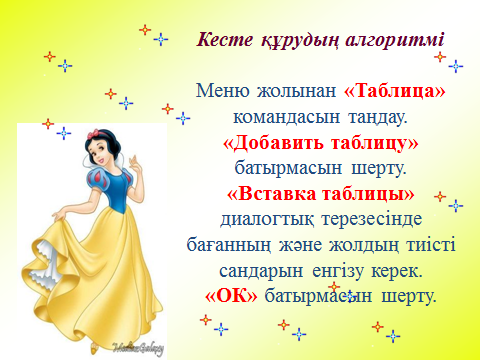 Кесте құрудың алгоритмі
Меню жолынан «Таблица»
командасын таңдау.
«Добавить таблицу»
батырмасын шерту.
«Вставка таблицы»
диалогтық терезесінде
бағанның және жолдың тиісті
сандарын енгізу керек.
«ОК» батырмасын шерту.